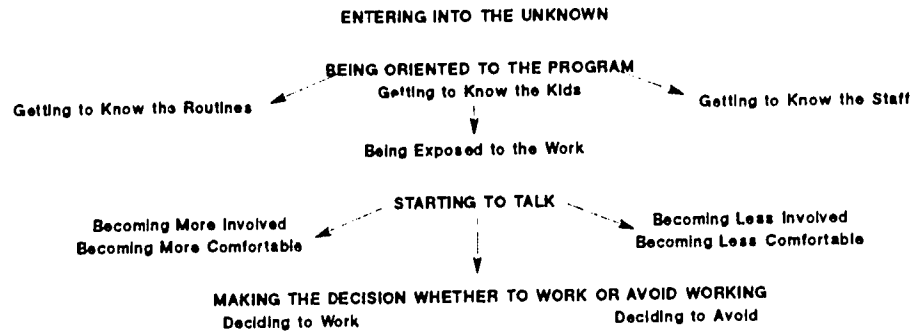 ENTERING INTO THE UNKNOWN
BEING ORIENTED TO THE PROGRAM
Getting to Know the Kids
Getting to Know ths Routines
Getting to Know the Staff
Being Exposed to the Work
STARTING TO TALK
Becoming More Involved
Becoming More Comfortable
Becoming Less Involved
Becoming Less Comfortable
MAKING THE DECISION WHETHER TO WORK OR AVOID WORKING
Deciding to Work
Deciding to Avoid